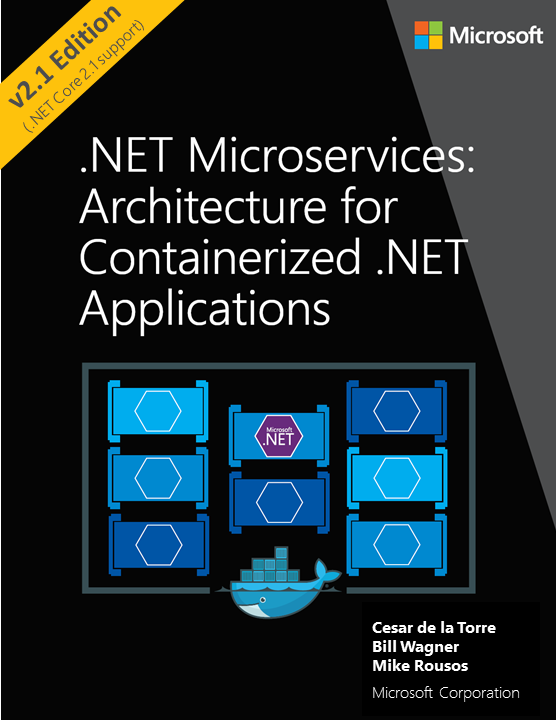 v2.1 Edition
(.NET Core 2.1 support)
Microsoft
.NET Microservices:
Architecture for
Containerized .NET
Applications
Microsoft
.NET
Cesar de la Torre
Bill Wagner
Mike Rousos
Microsoft Corporation